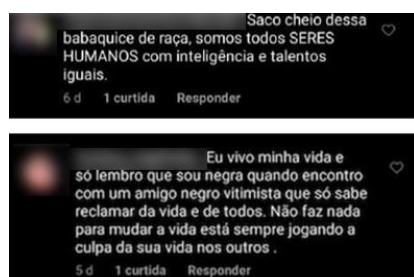 Saco cheio dessa
babaquice de raça, somos todos SERES
HUMANOS com inteligência e talentos
iguais.
6 d 1 curtida Responder
Eu vivo minha vida e
só lembro que sou negra quando encontro
com um amigo negro vitimista que só sabe
reclamar da vida e de todos. Não faz nada
para mudar a vida está sempre jogando a
culpa da sua vida nos outros .
5 d 1 curtida Responder